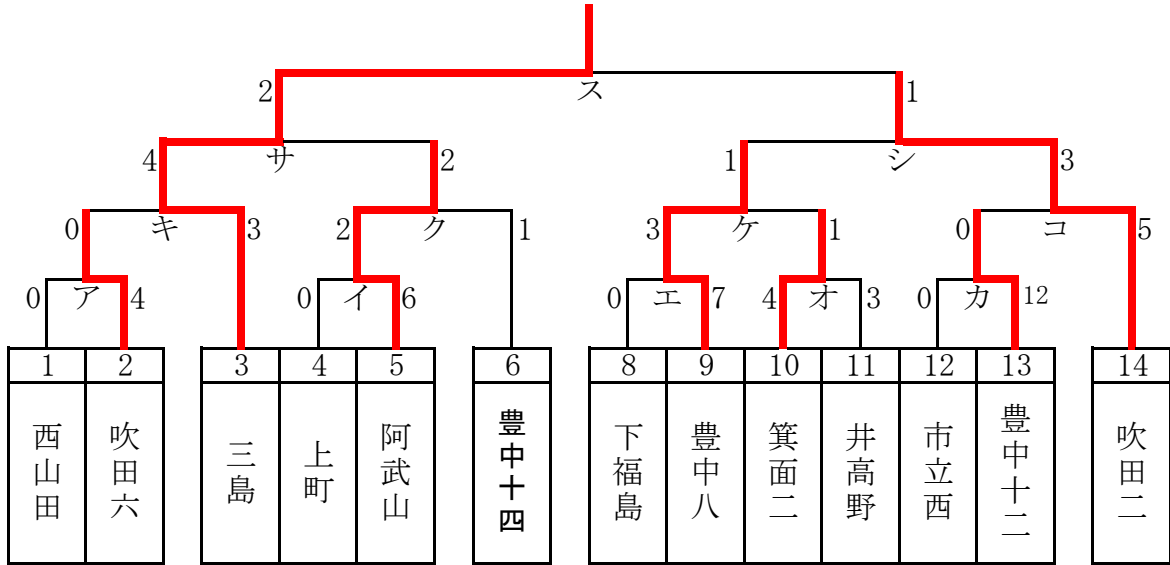 2 ス 1
4 サ 2 1 シ 3
0 キ 3 2 ク 1 3 ケ 1 0 コ 5
0 ア 4 0 イ 6 0 エ 7 4 オ 3 0 カ 12
1 2 3 4 5 6 8 9 10 11 12 13 14
西山田
吹田六
三島
上町
阿武山
豊中十四
下福島
豊中八
箕面二
井高野
市立西
豊中十二
吹田二